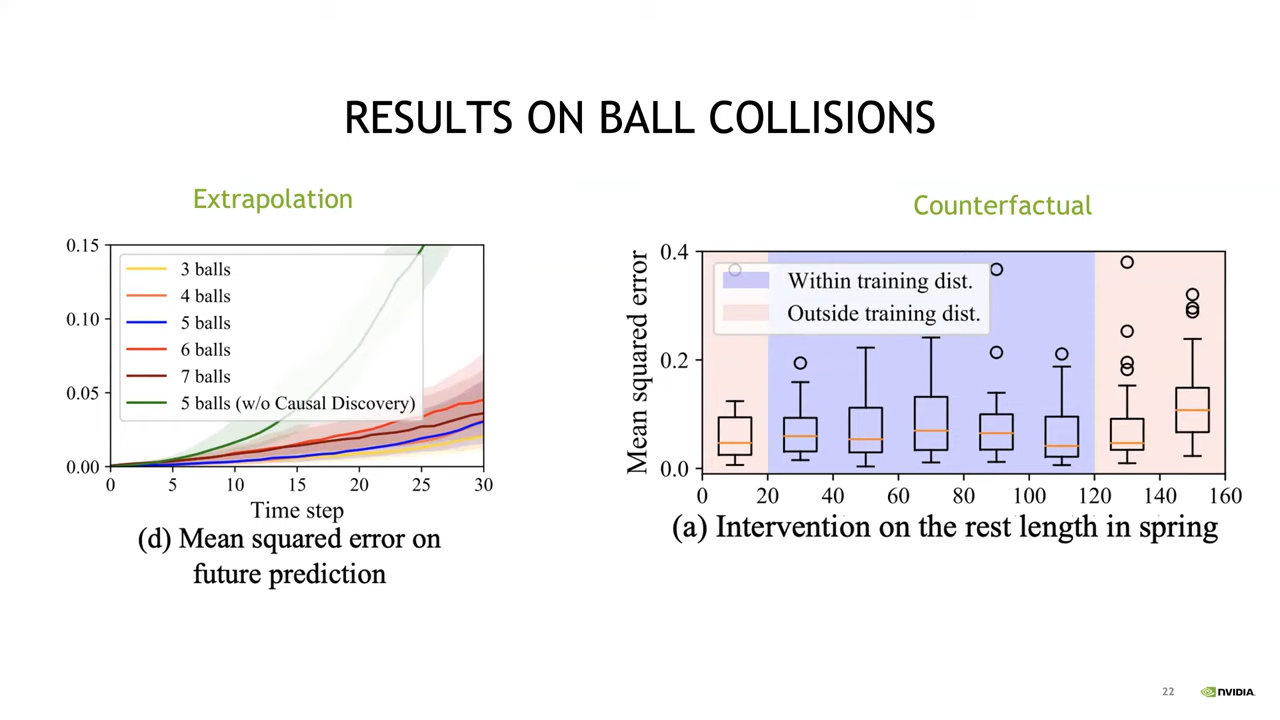 RESULTS ON BALL COLLISIONS
Extrapolation
0.15
0.10
0.05
0.00
3 balls
4 balls
5 balls
6 balls
7 balls
5 balls (w/o Causal Discovery)
0 5 10 15 20 25 30
Time step
(d) Mean squared error on
future prediction
Counterfactual
Mean squared error
0.4
0.2
0.0
Within training dist.
Outside training dist.
0 20 40 60 80 100 120 140 160
(a) Intervention on the rest length in spring
22
NVIDIA.